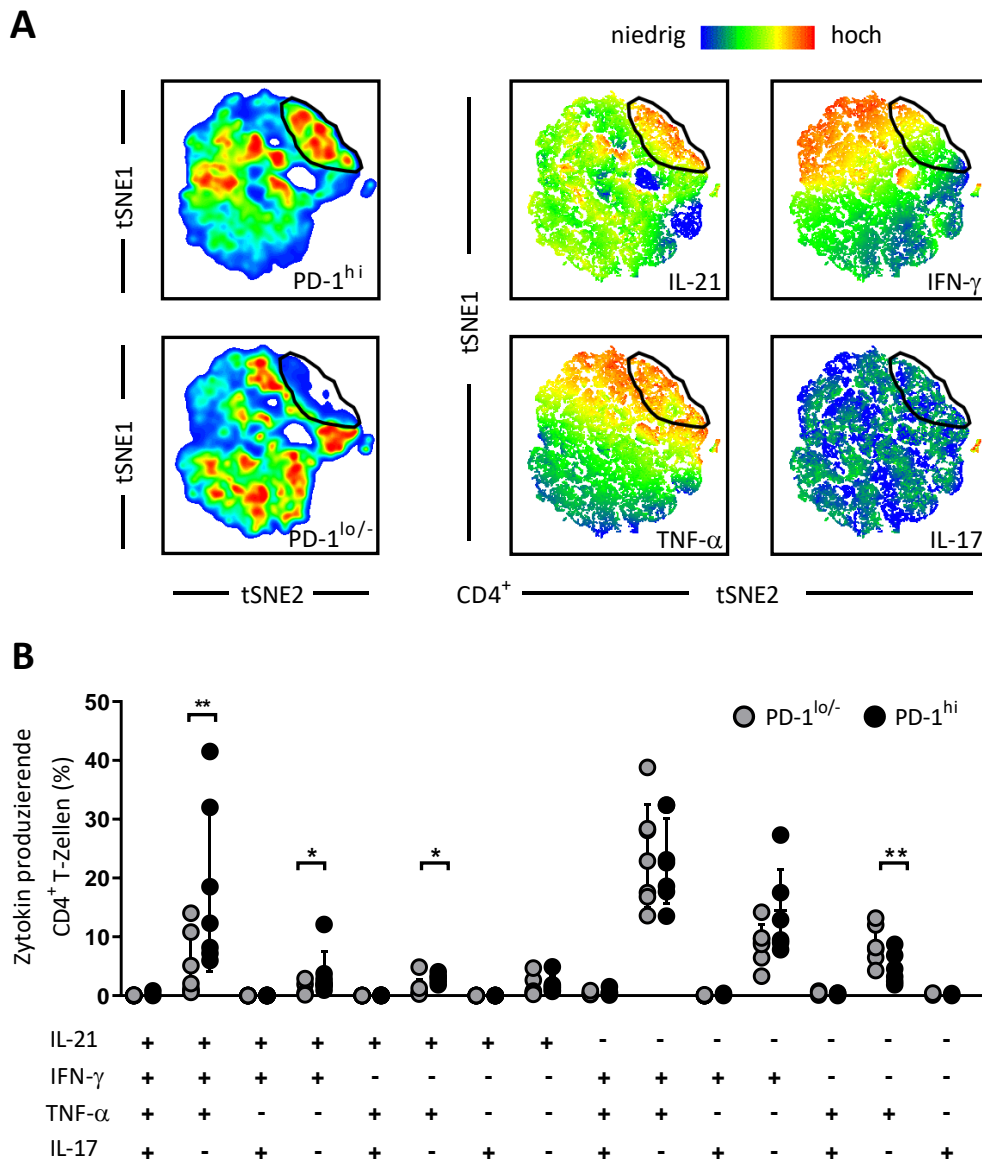 A
niedrig hoch
tSNE1
PD-1hi
tSNE1
IL-21
IFN-γ
tSNE1
PD-1lo/-
TNF-α
IL-17
tSNE2
CD4+
tSNE2
B
Zytokin produzierende
CD4+ T-Zellen (%)
50
40
30
20
10
0
** * * **
PD-1lo/- PD-1hi
IL-21 + + + + + + + + - - - - - - -
IFN-γ + + + + - - - - + + + + - - -
TNF-α + + - - + + - - + + - - + + -
IL-17 + - + - + - + - + - + - + - +